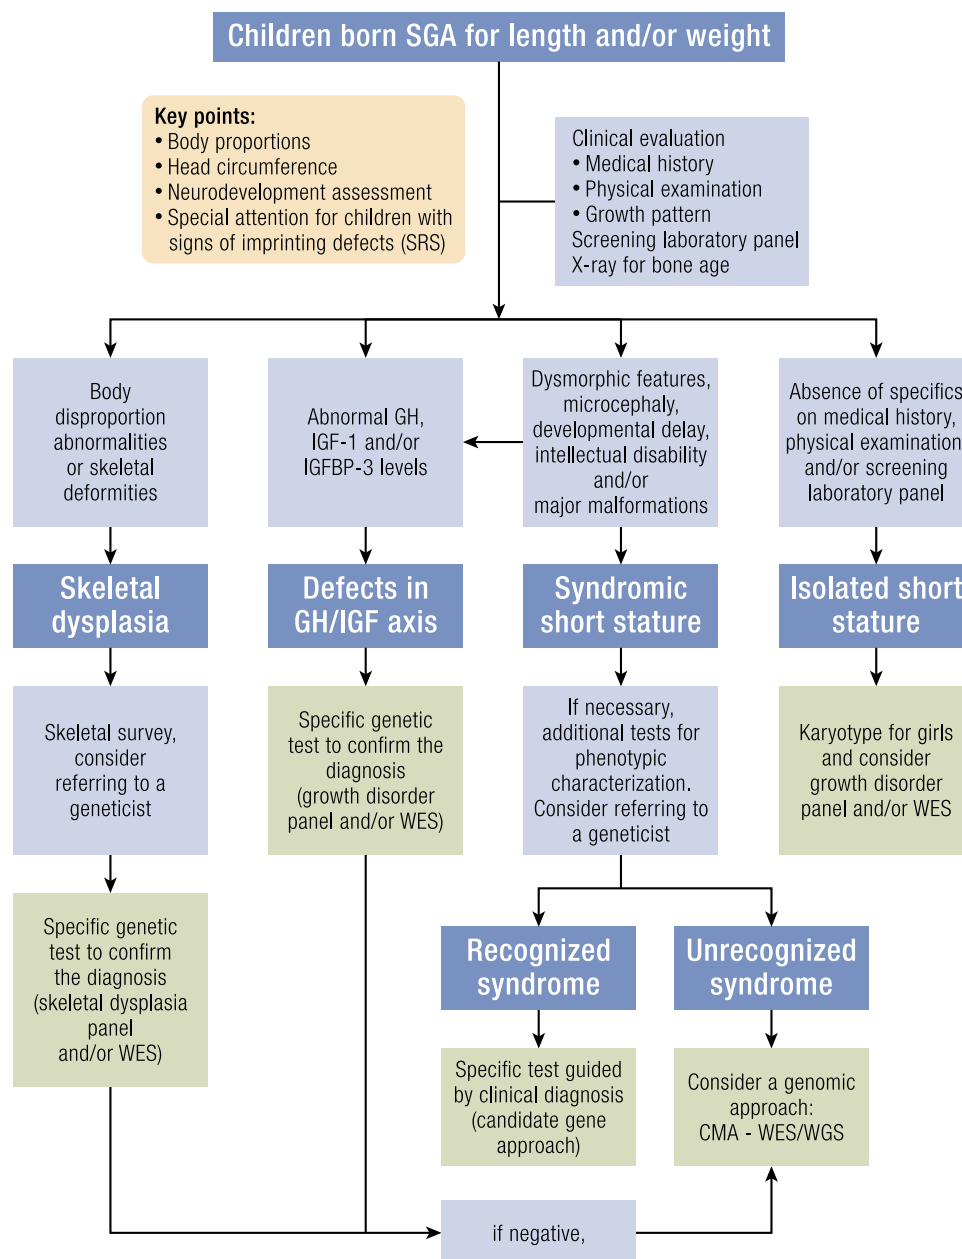 Children born SGA for length and/or weight
Key points:
• Body proportions
• Head circumference
• Neurodevelopment assessment
• Special attention for children with
signs of imprinting defects (SRS)
Clinical evaluation
• Medical history
• Physical examination
• Growth pattern
Screening laboratory panel
X-ray for bone age
Body
disproportion
abnormalities
or skeletal
deformities
Abnormal GH,
IGF-1 and/or
IGFBP-3 levels
Dysmorphic features,
microcephaly,
developmental delay,
intellectual disability
and/or
major malformations
Absence of specifics
on medical history,
physical examination
and/or screening
laboratory panel
Skeletal
dysplasia
Defects in
GH/IGF axis
Syndromic
short stature
Isolated short
stature
Skeletal survey,
consider
referring to a
geneticist
Specific genetic
test to confirm the
diagnosis
(growth disorder
panel and/or WES)
If necessary,
additional tests for
phenotypic
characterization.
Consider referring to
a geneticist
Karyotype for girls
and consider
growth disorder
panel and/or WES
Specific genetic
test to confirm
the diagnosis
(skeletal dysplasia
panel
and/or WES)
Recognized
syndrome
Unrecognized
syndrome
Specific test guided
by clinical diagnosis
(candidate gene
approach)
Consider a genomic
approach:
CMA - WES/WGS
if negative,